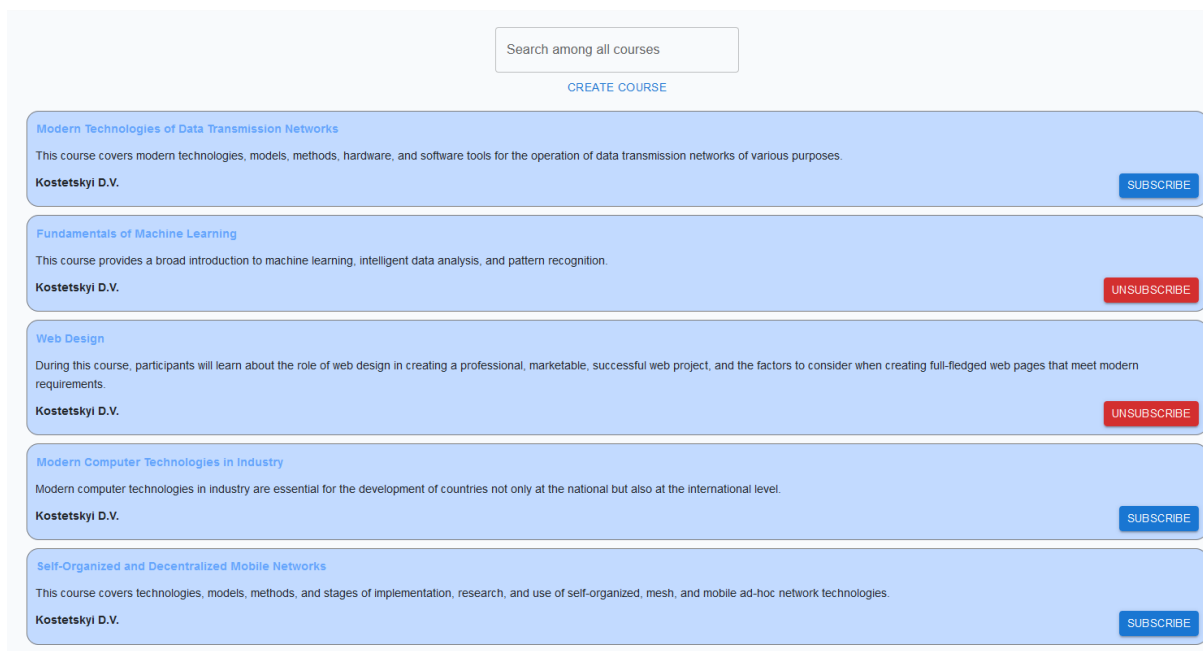 Search among all courses
CREATE COURSE
Modern Technologies of Data Transmission Networks
This course covers modern technologies, models, methods, hardware, and software tools for the operation of data transmission networks of various purposes.
Kostetskyi D.V.
SUBSCRIBE
Fundamentals of Machine Learning
This course provides a broad introduction to machine learning, intelligent data analysis, and pattern recognition.
Kostetskyi D.V.
UNSUBSCRIBE
Web Design
During this course, participants will learn about the role of web design in creating a professional, marketable, successful web project, and the factors to consider when creating full-fledged web pages that meet modern
requirements.
Kostetskyi D.V.
UNSUBSCRIBE
Modern Computer Technologies in Industry
Modern computer technologies in industry are essential for the development of countries not only at the national but also at the international level.
Kostetskyi D.V.
SUBSCRIBE
Self-Organized and Decentralized Mobile Networks
This course covers technologies, models, methods, and stages of implementation, research, and use of self-organized, mesh, and mobile ad-hoc network technologies.
Kostetskyi D.V.
SUBSCRIBE